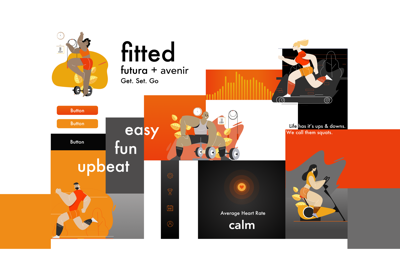 fitted
futura + avenir
Get. Set. Go
Button
Button
Button
easy
fun
upbeat
Life has it's ups & downs.
We call them squats.
Average Heart Rate
calm